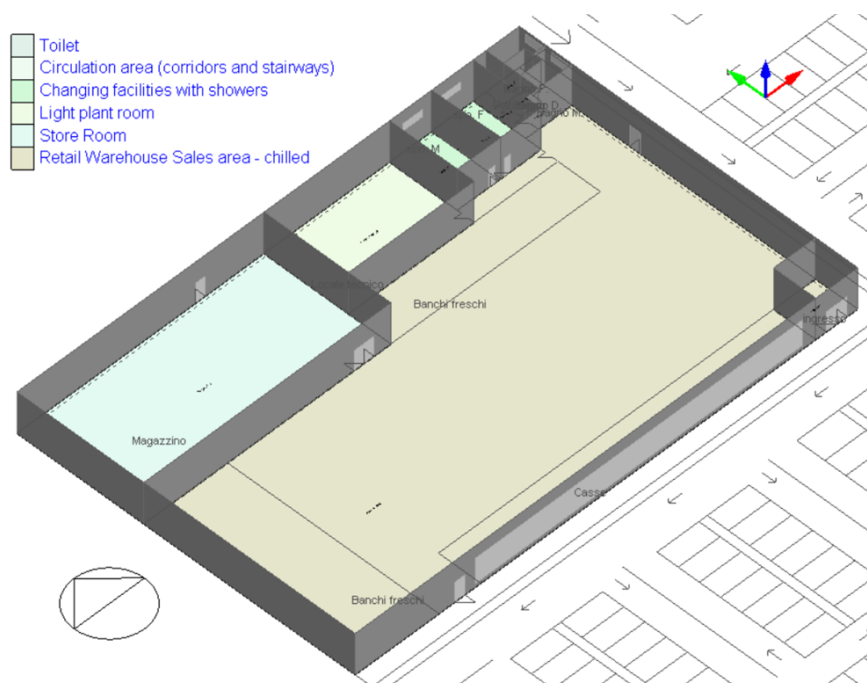 Toilet
Circulation area (corridors and stairways)
Changing facilities with showers
Light plant room
Store Room
Retail Warehouse Sales area - chilled
Banchi freschi
Ingresso
Magazzino
Casse
Banchi freschi